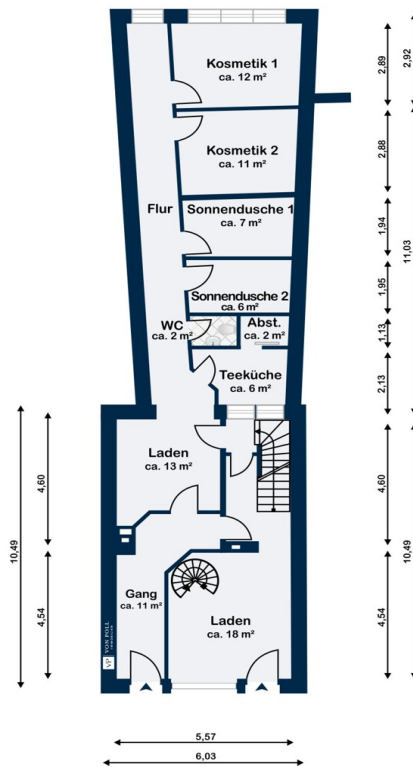 Kosmetik 1
ca. 12 m²
Kosmetik 2
ca. 11 m²
Flur
Sonnendusche 1
ca. 7 m²
Sonnendusche 2
ca. 6 m²
WC
ca. 2 m²
Abst.
ca. 2 m²
Teeküche
ca. 6 m²
Laden
ca. 13 m²
Gang
ca. 11 m²
Laden
ca. 18 m²
VP VON POLL
IMMOBILIEN
10,49
4,60
4,54
2,89
2,88
1,94
1,95
1,13
2,13
4,60
4,54
2,92
11,03
10,49
5,57
6,03